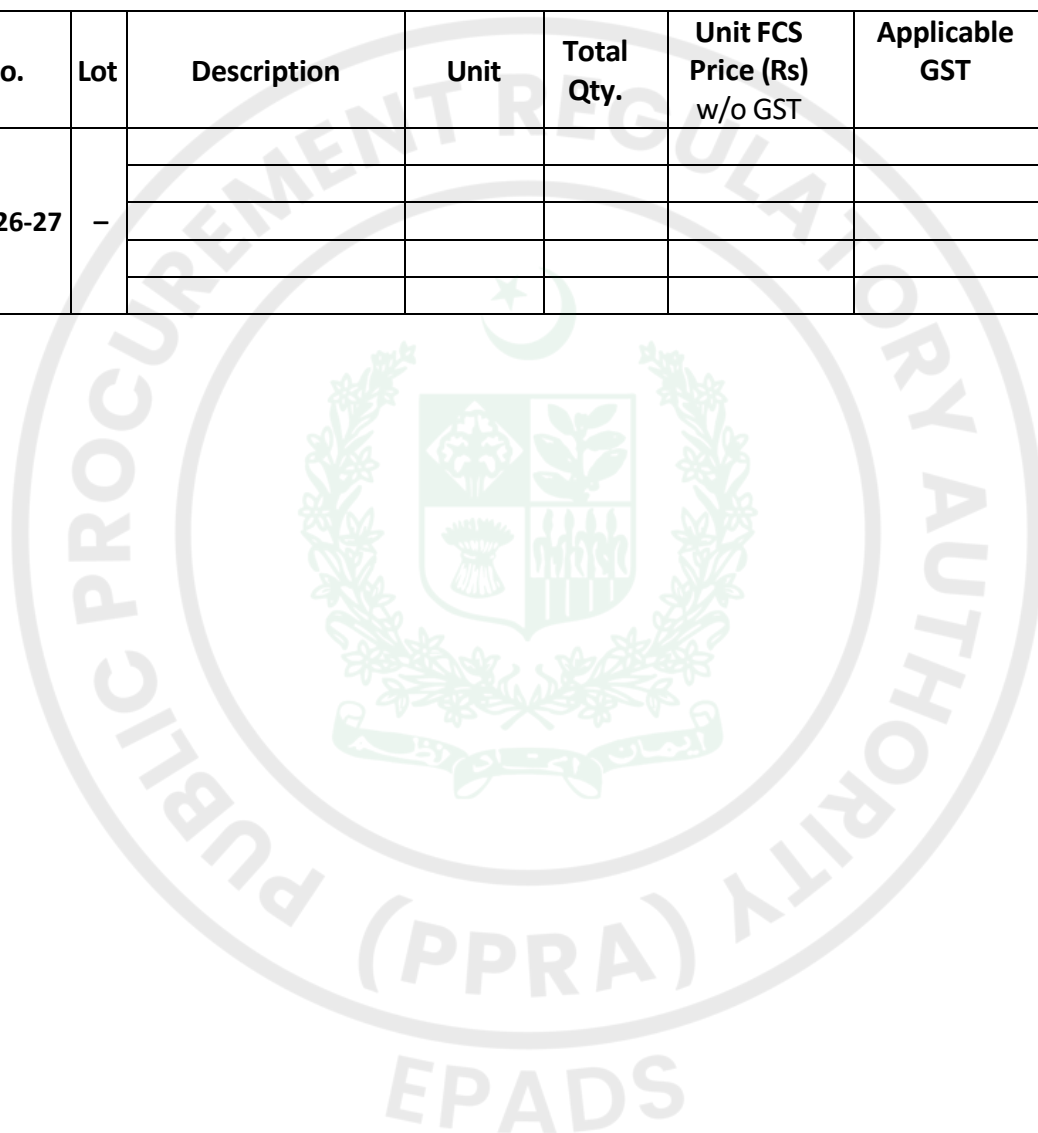 o. Lot Description Unit Total Qty. Unit FCS Price (Rs) w/o GST Applicable GST
26-27 –
PUBLIC PROCUREMENT REGULATORY AUTHORITY
(PPRA)
EPADS